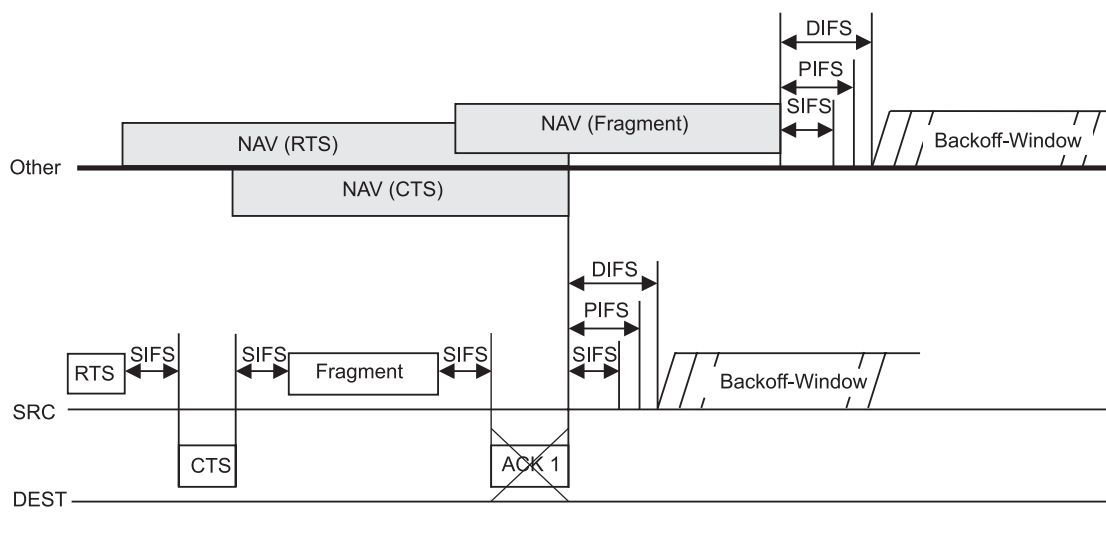 DIFS
PIFS
SIFS
NAV (Fragment)
NAV (RTS)
Backoff-Window
Other
NAV (CTS)
DIFS
PIFS
SIFS
SIFS
SIFS
SIFS
RTS
Fragment
Backoff-Window
SRC
CTS
ACK 1
DEST